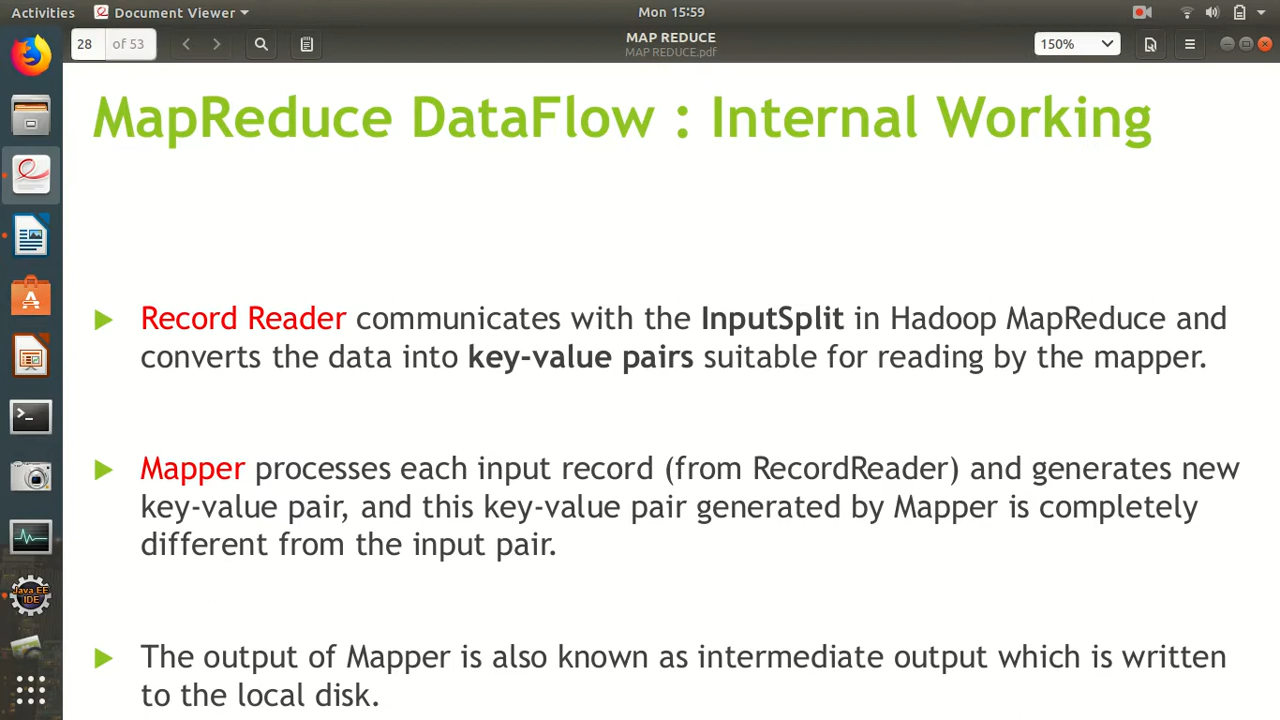 Activities Document Viewer Mon 15:59
28 of 53 MAP REDUCE 150%
MAP REDUCE.pdf
MapReduce DataFlow : Internal Working
Record Reader communicates with the InputSplit in Hadoop MapReduce and
converts the data into key-value pairs suitable for reading by the mapper.
Mapper processes each input record (from RecordReader) and generates new
key-value pair, and this key-value pair generated by Mapper is completely
different from the input pair.
Java EE
IDE
The output of Mapper is also known as intermediate output which is written
to the local disk.